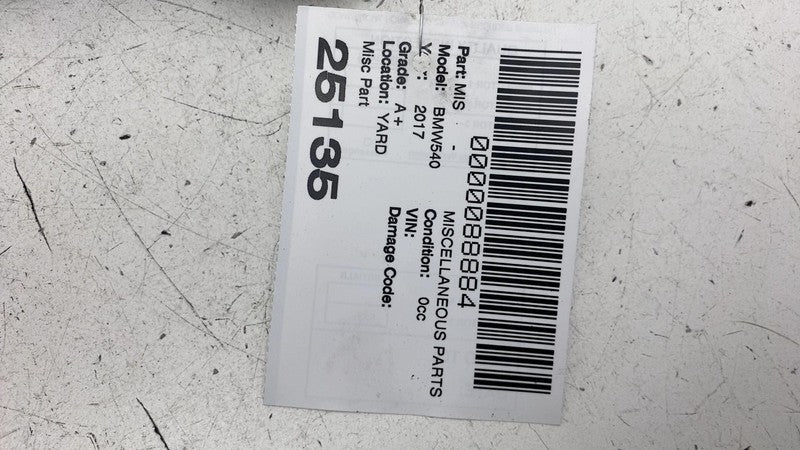 0000088884
Part: MIS - MISCELLANEOUS PARTS
Model: BMW540 Condition: 0cc
2017 VIN:
Grade: A+ Damage Code:
Location: YARD
Misc Part
25135